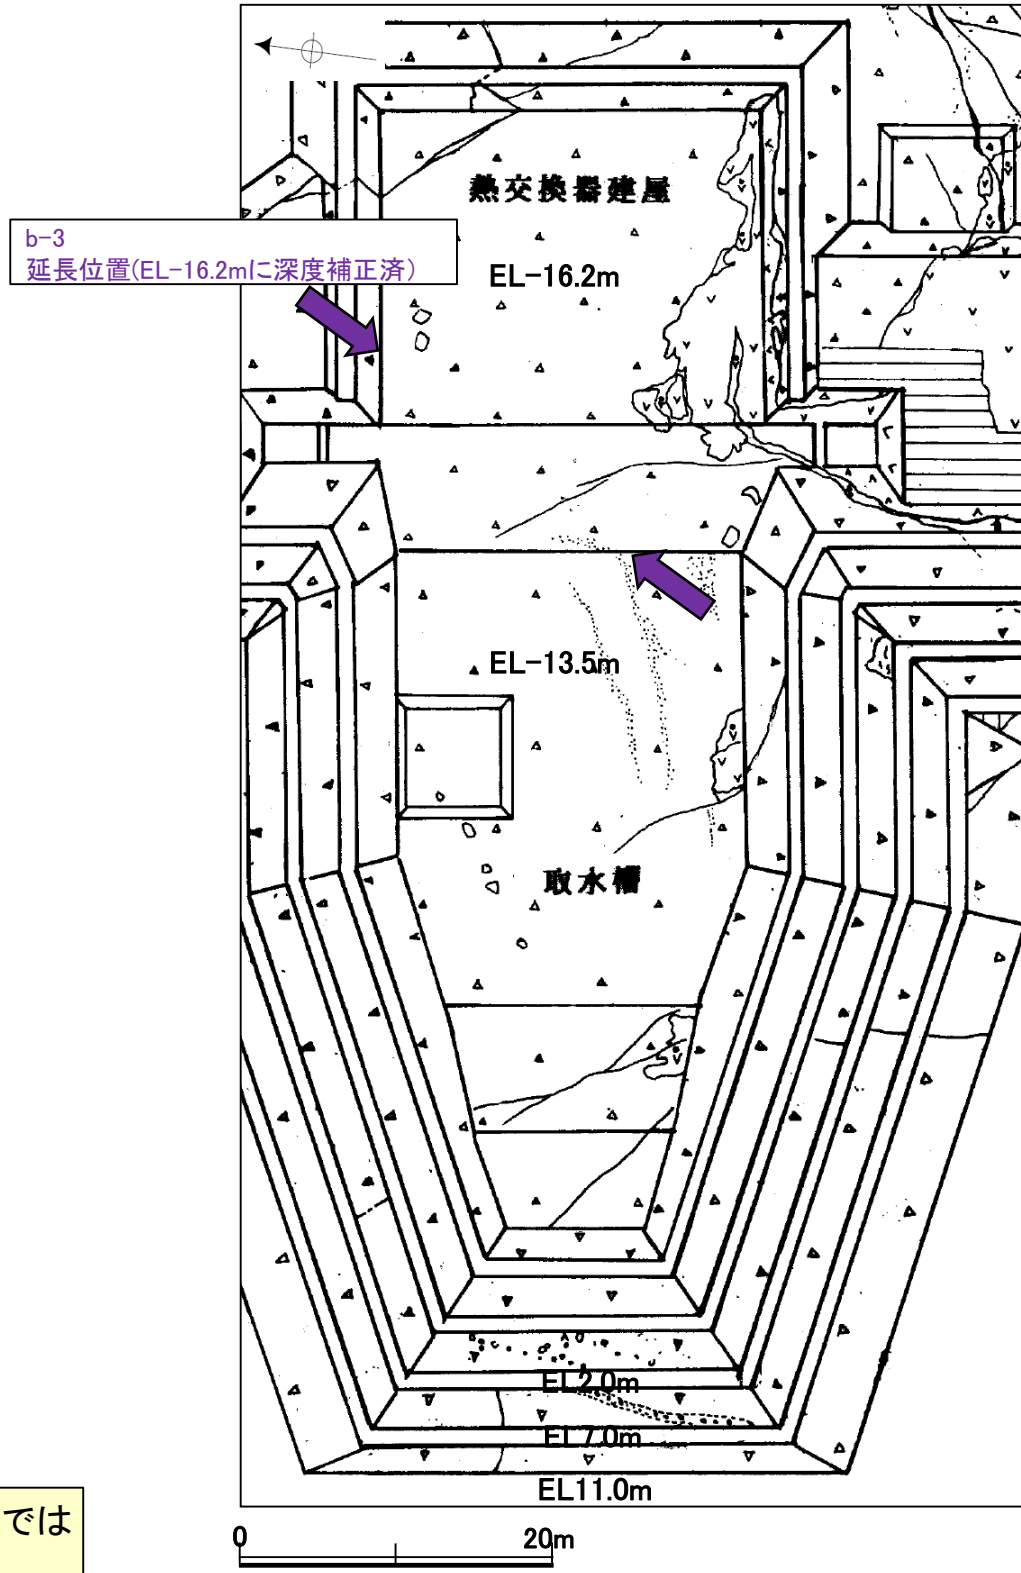 熱交換器建屋
b-3
延長位置(EL-16.2mに深度補正済)
EL-16.2m
EL-13.5m
取水槽
EL2.0m
EL7.0m
EL11.0m
では
0 20m